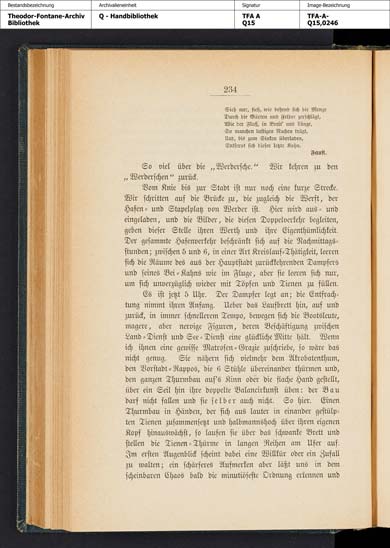 Bestandsbezeichnung
Archivalieneinheit
Signatur
Image-Bezeichnung
Theodor-Fontane-Archiv
Bibliothek
Q - Handbibliothek
TFA A
Q15
TFA-A-
Q15,0246
234
Sieh nur, sieh, wie behend sich die Menge
Durch die Gärten und Felder zerschlägt,
Wie der Fluß, in Breit' und Länge,
So manchen lustigen Nachen trägt,
Und, bis zum Sinken überladen,
Entfernt sich dieser letzte Kahn.
Faust.
So viel über die „Werdersche.“ Wir kehren zu den
„Werderschen“ zurück.
Vom Knie bis zur Stadt ist nur noch eine kurze Strecke.
Wir schritten auf die Brücke zu, die zugleich die Werft, der
Hafen- und Stapelplatz von Werder ist. Hier wird aus- und
eingeladen, und die Bilder, die diesen Doppelverkehr begleiten,
geben dieser Stelle ihren Werth und ihre Eigenthümlichkeit.
Der gesammte Hafenverkehr beschränkt sich auf die Nachmittags-
stunden; zwischen 5 und 6, in einer Art Kreislauf-Thätigkeit, leeren
sich die Räume des aus der Hauptstadt zurückkehrenden Dampfers
und seines Bei-Kahns wie im Fluge, aber sie leeren sich nur,
um sich unverzüglich wieder mit Töpfen und Tienen zu füllen.
Es ist jetzt 5 Uhr. Der Dampfer legt an; die Entfrach-
tung nimmt ihren Anfang. Ueber das Laufbrett hin, auf und
zurück, in immer schnellerem Tempo, bewegen sich die Bootsleute,
magere, aber nervige Figuren, deren Beschäftigung zwischen
Land-Dienst und See-Dienst eine glückliche Mitte hält. Wenn
ich ihnen eine gewisse Matrosen-Grazie zuschriebe, so wäre das
nicht genug. Sie nähern sich vielmehr dem Akrobatenthum,
den Vorstadt-Rappos, die 6 Stühle übereinander thürmen und,
den ganzen Thurmbau auf's Kinn oder die flache Hand gestellt,
über ein Seil hin ihre doppelte Balancirkunst üben: der Bau
darf nicht fallen und sie selber auch nicht. So hier. Einen
Thurmbau in Händen, der sich aus lauter in einander gestülp-
ten Tienen zusammensetzt und halbmannshoch über ihren eigenen
Kopf hinauswächst, so laufen sie über das schwanke Brett und
stellen die Tienen-Thürme in langen Reihen am Ufer auf.
Im ersten Augenblick scheint dabei eine Willkür oder ein Zufall
zu walten; ein schärferes Aufmerken aber läßt uns in dem
scheinbaren Chaos bald die minutiöseste Ordnung erkennen und